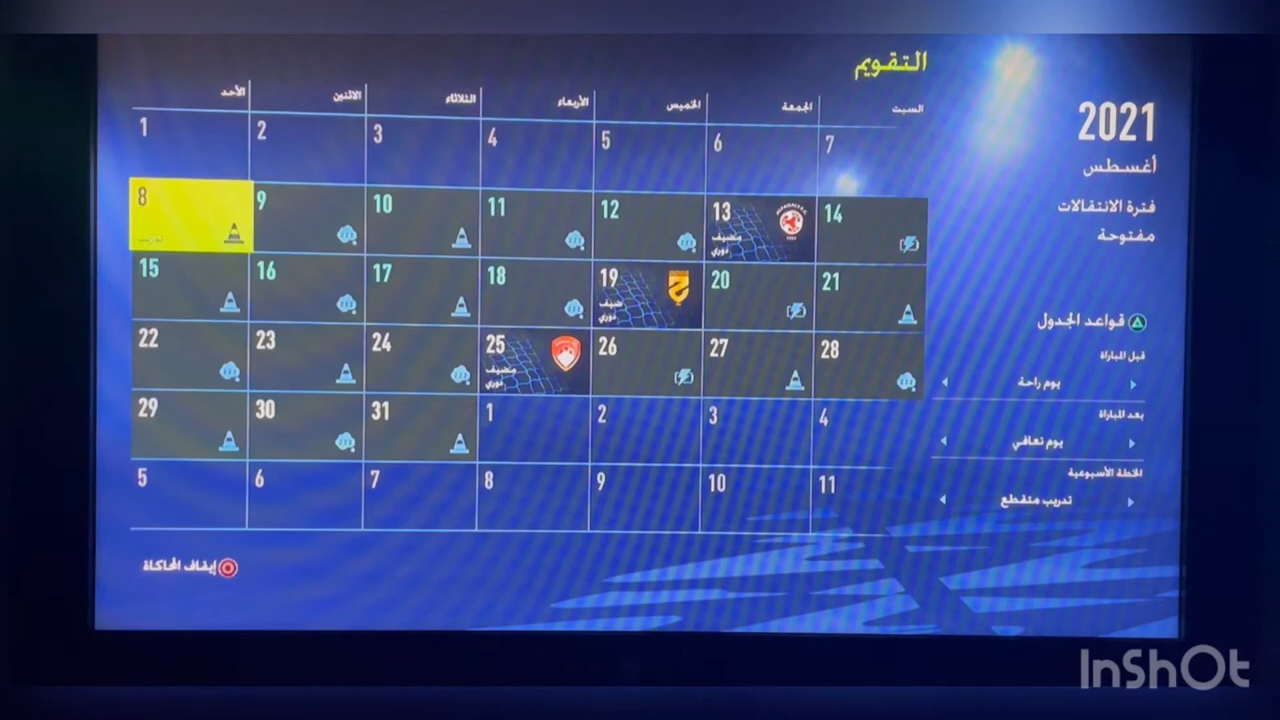 التقويم
2021
أغسطس
فترة الانتقالات
مفتوحة
قواعد الجدول
قبل المباراة
يوم راحة
بعد المباراة
يوم تعافي
الخطة الأسبوعية
تدريب متقطع
الأحد الاثنين الثلاثاء الأربعاء الخميس الجمعة السبت
1 2 3 4 5 6 7
8 9 10 11 12 13 14
تدريب
مضيف
دوري
15 16 17 18 19 20 21
ضيف
دوري
22 23 24 25 26 27 28
مضيف
دوري
29 30 31 1 2 3 4
5 6 7 8 9 10 11
إيقاف المحاكاة
InShOt